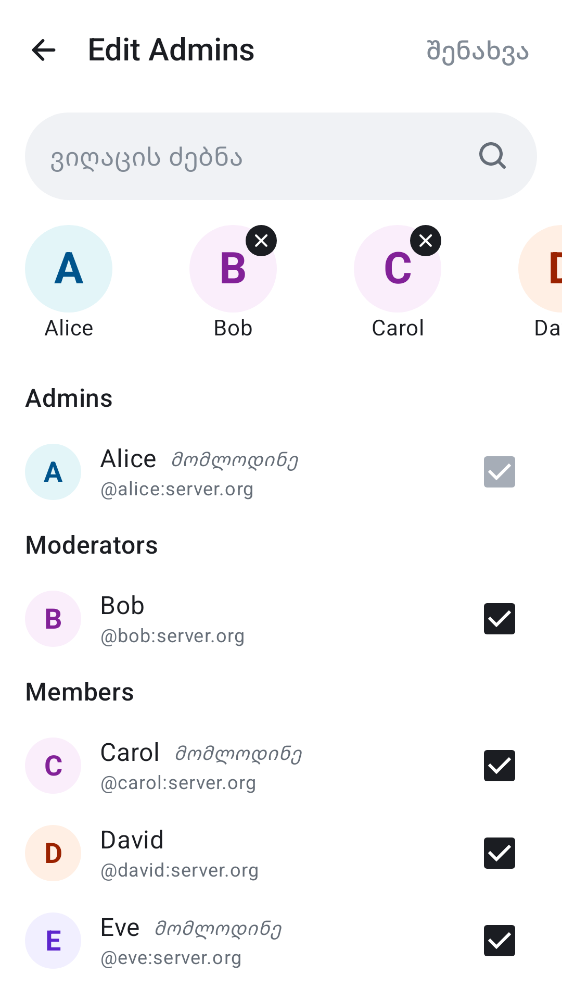 Edit Admins შენახვა
ვიღაცის ძებნა
A B C D
Alice Bob Carol Da
Admins
A Alice მომლოდინე
@alice:server.org
Moderators
B Bob
@bob:server.org
Members
C Carol მომლოდინე
@carol:server.org
D David
@david:server.org
E Eve მომლოდინე
@eve:server.org